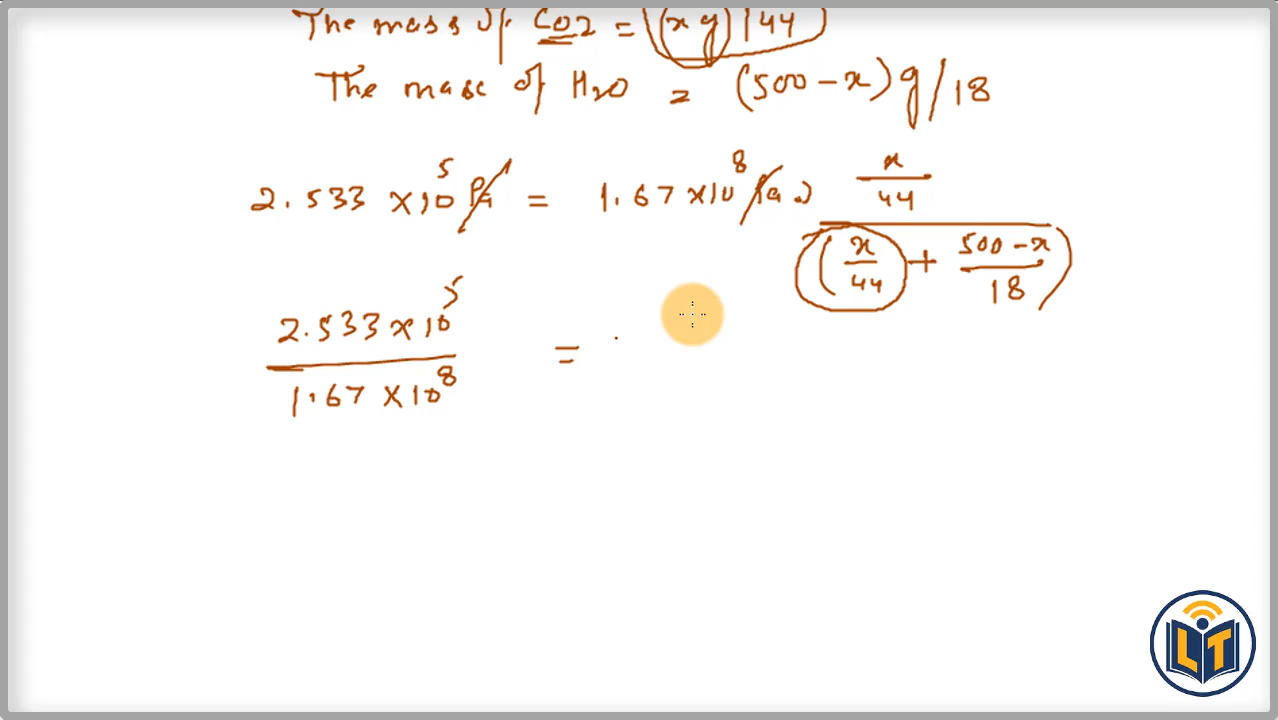 The mass of CO2 = (x g) / 44
The mass of H2O = (500 - x) g / 18
2.533 × 10^5 Pa = 1.67 × 10^8 Pa) (x/44) / (x/44 + (500 - x)/18)
2.533 × 10^5 / 1.67 × 10^8 =
LT